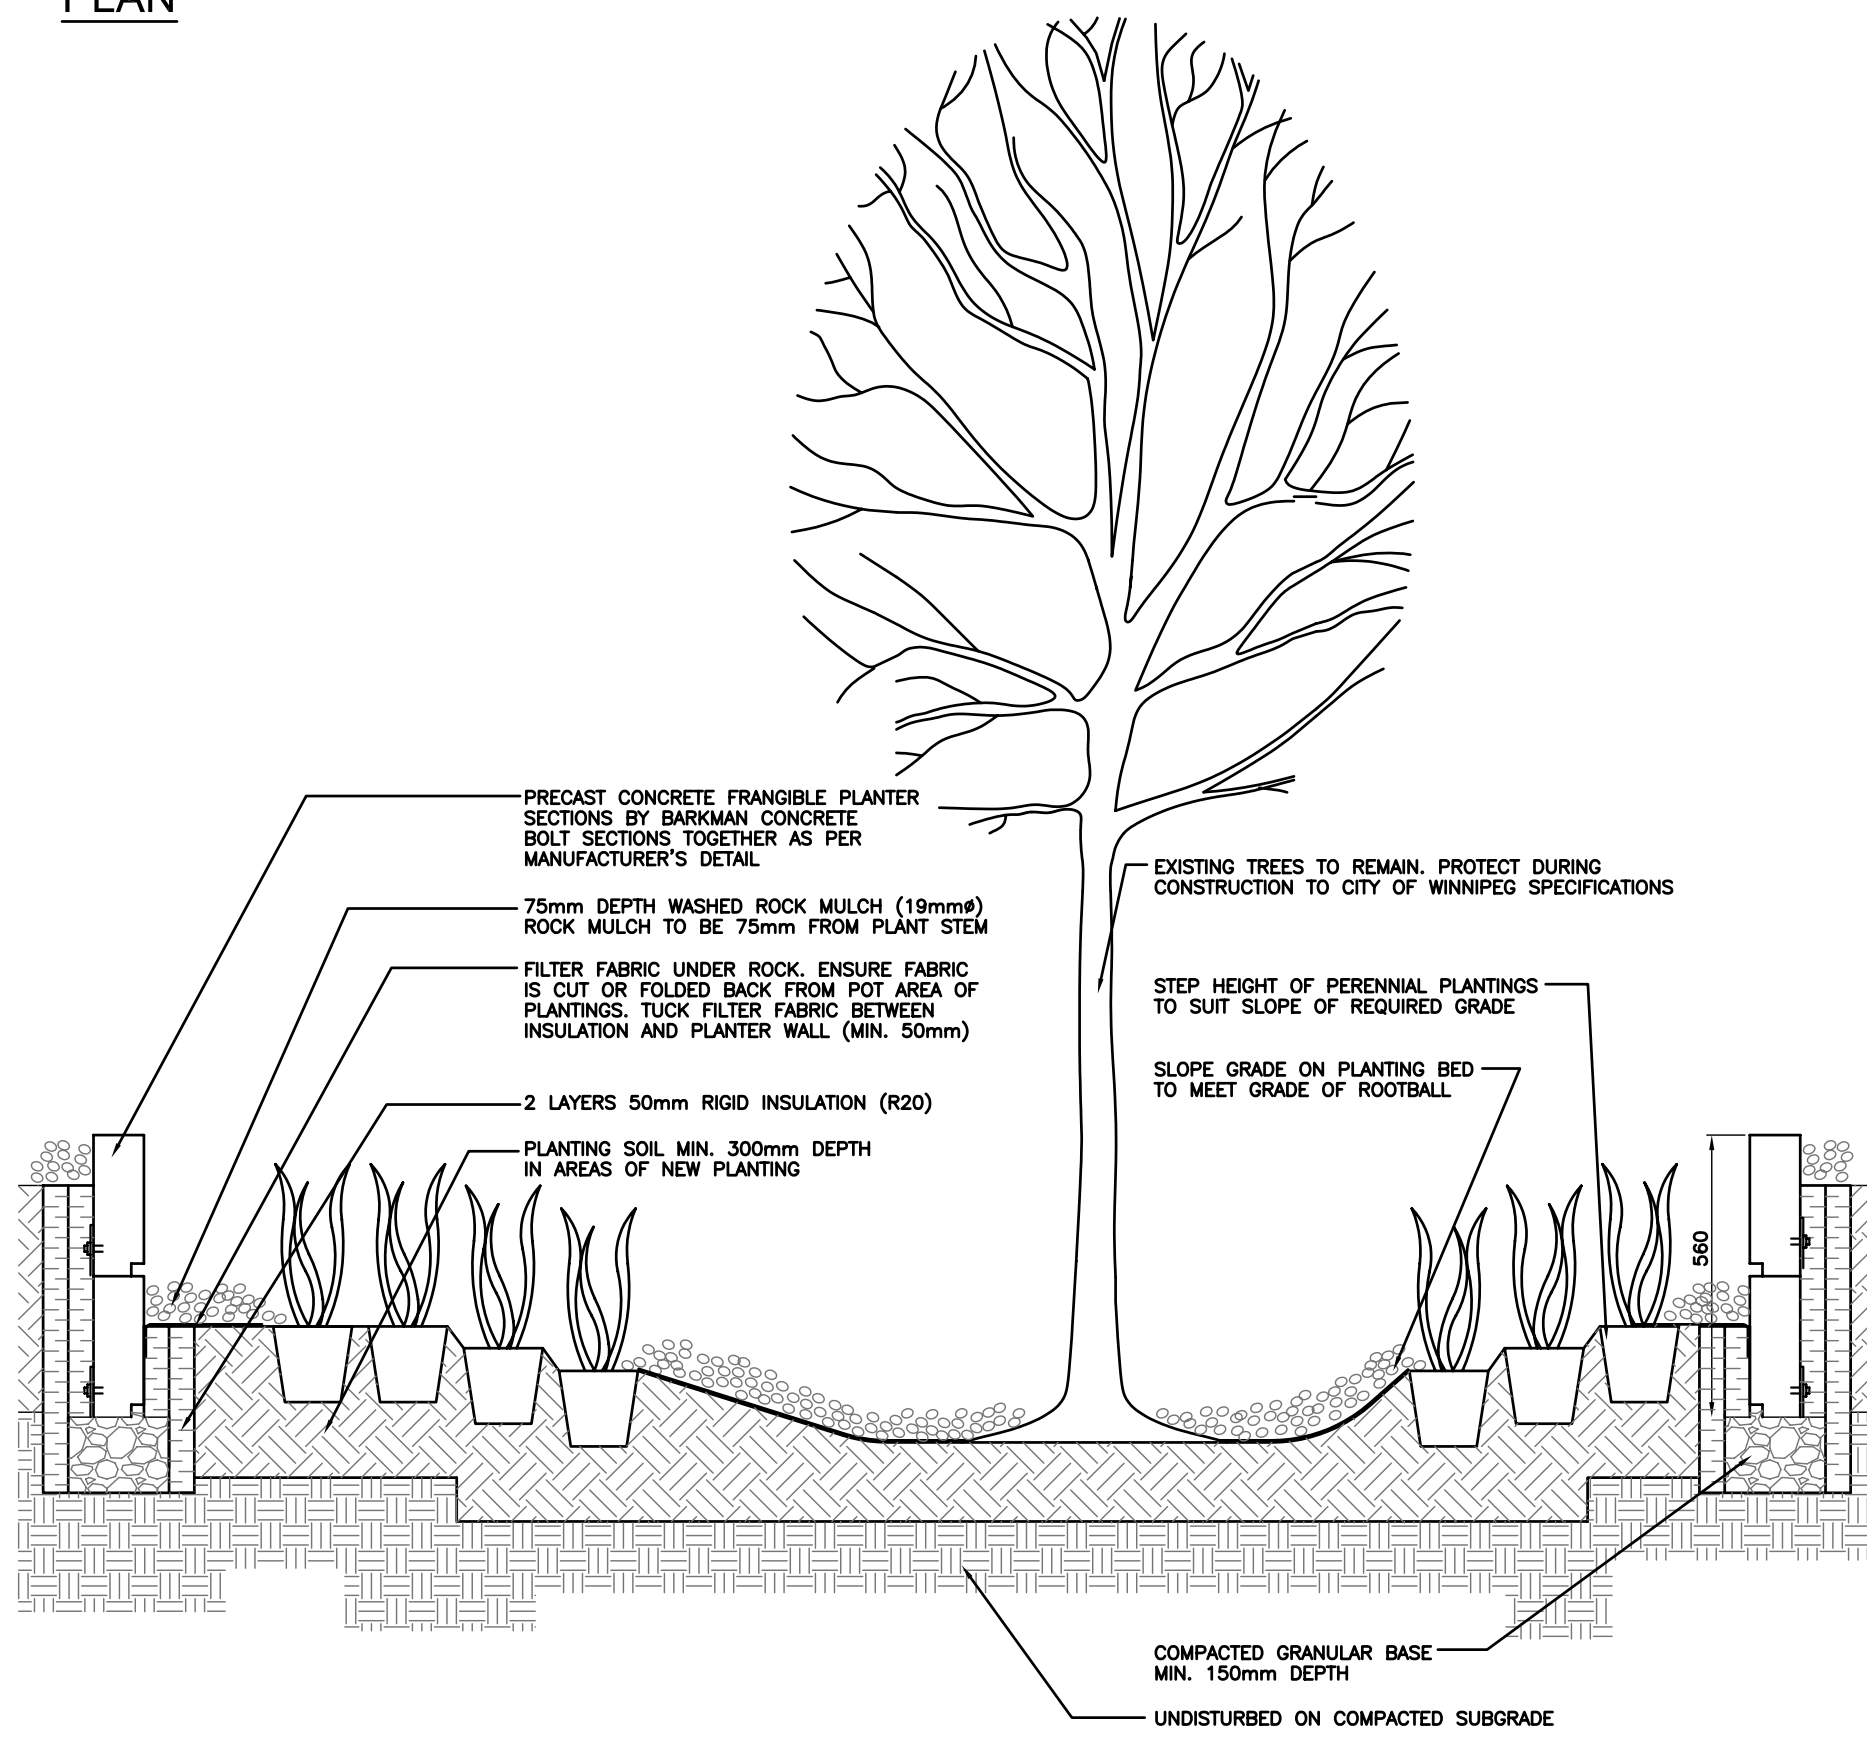 PLAN
PRECAST CONCRETE FRANGIBLE PLANTER
SECTIONS BY BARKMAN CONCRETE
BOLT SECTIONS TOGETHER AS PER
MANUFACTURER'S DETAIL
75mm DEPTH WASHED ROCK MULCH (19mmø)
ROCK MULCH TO BE 75mm FROM PLANT STEM
FILTER FABRIC UNDER ROCK. ENSURE FABRIC
IS CUT OR FOLDED BACK FROM POT AREA OF
PLANTINGS. TUCK FILTER FABRIC BETWEEN
INSULATION AND PLANTER WALL (MIN. 50mm)
2 LAYERS 50mm RIGID INSULATION (R20)
PLANTING SOIL MIN. 300mm DEPTH
IN AREAS OF NEW PLANTING
EXISTING TREES TO REMAIN. PROTECT DURING
CONSTRUCTION TO CITY OF WINNIPEG SPECIFICATIONS
STEP HEIGHT OF PERENNIAL PLANTINGS
TO SUIT SLOPE OF REQUIRED GRADE
SLOPE GRADE ON PLANTING BED
TO MEET GRADE OF ROOTBALL
560
COMPACTED GRANULAR BASE
MIN. 150mm DEPTH
UNDISTURBED ON COMPACTED SUBGRADE